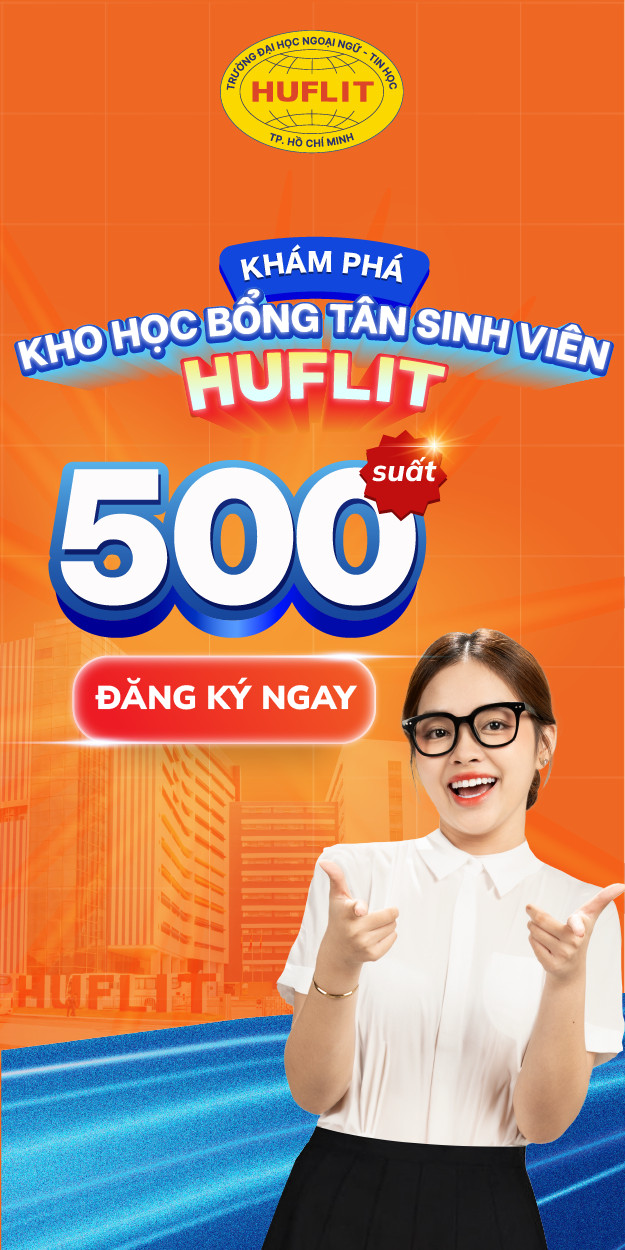 TRƯỜNG ĐẠI HỌC NGOẠI NGỮ - TIN HỌC
HUFLIT
TP. HỒ CHÍ MINH
KHÁM PHÁ
KHO HỌC BỔNG TÂN SINH VIÊN
HUFLIT
500 suất
ĐĂNG KÝ NGAY
HUFLIT